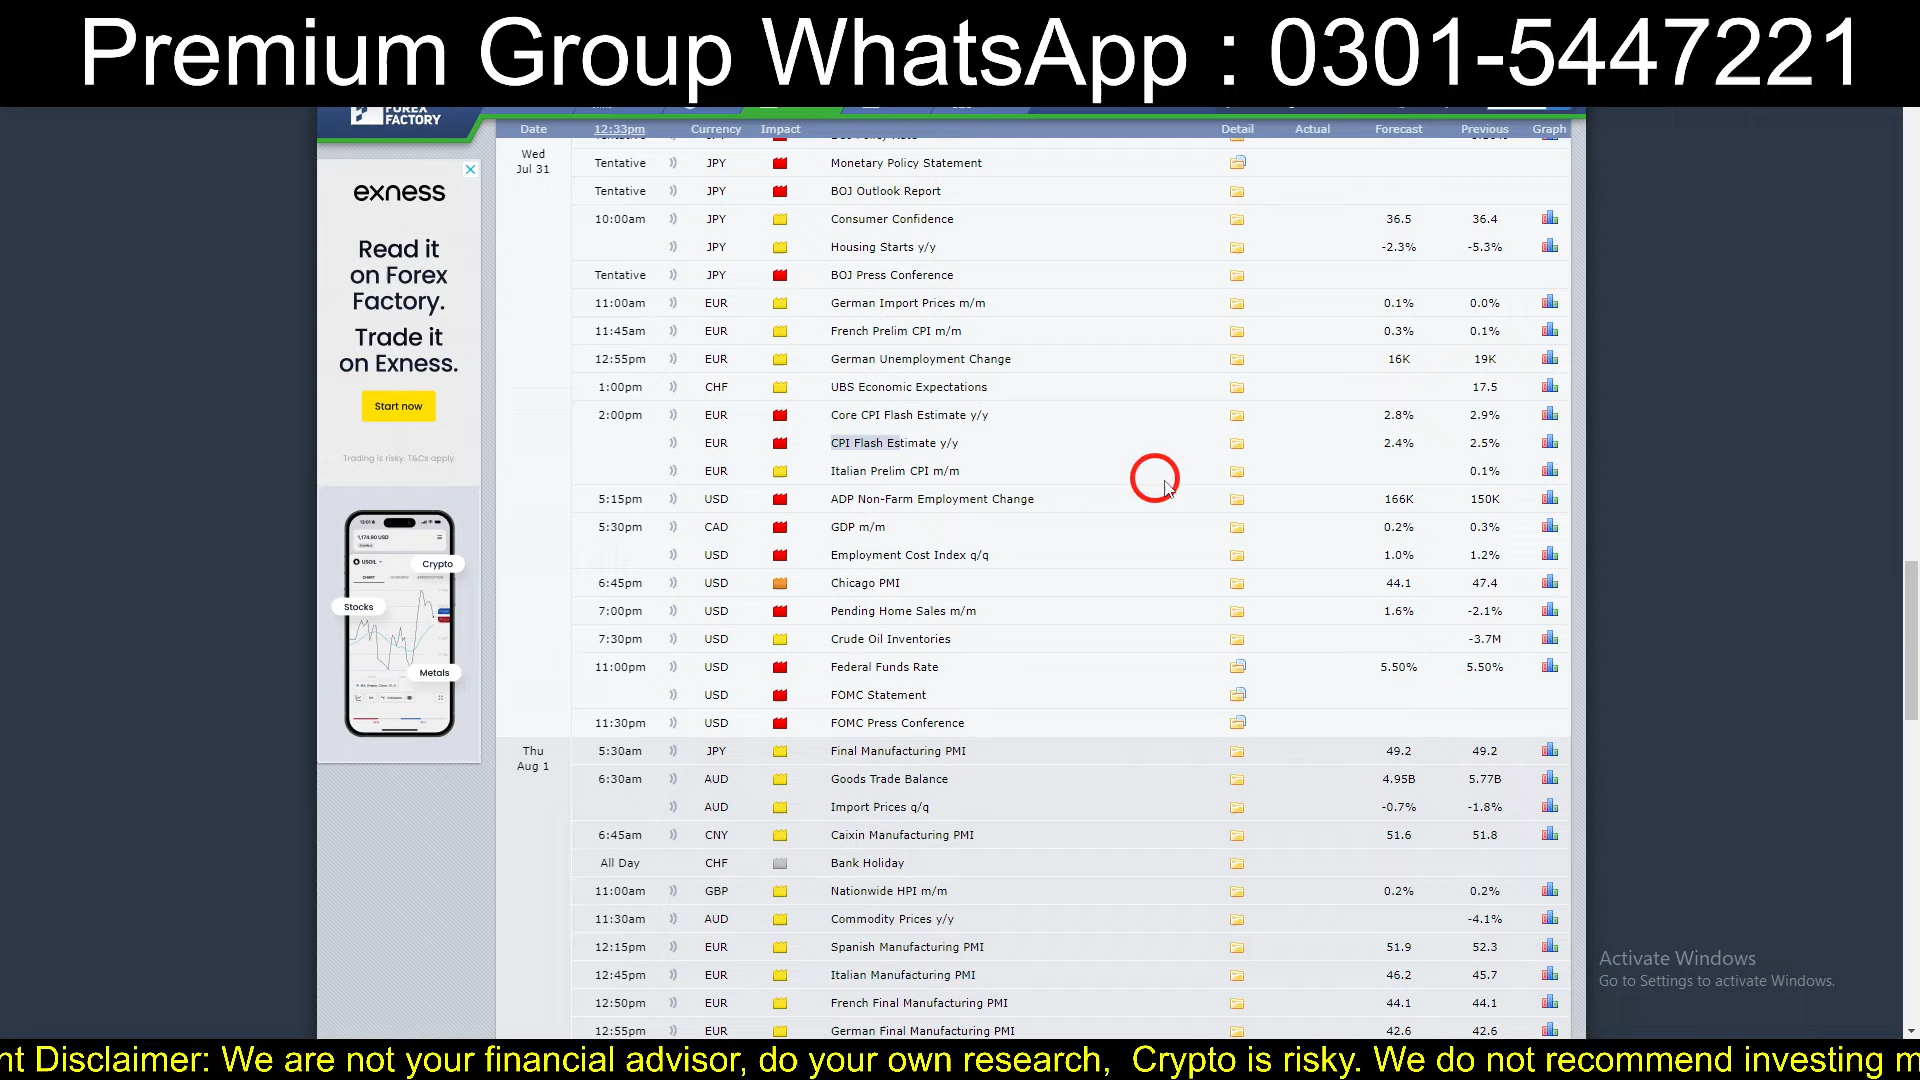 Premium Group WhatsApp : 0301-5447221
FOREX
FACTORY
Date 12:33pm Currency Impact Detail Actual Forecast Previous Graph
Wed
Jul 31
Tentative JPY Monetary Policy Statement
Tentative JPY BOJ Outlook Report
10:00am JPY Consumer Confidence 36.5 36.4
JPY Housing Starts y/y -2.3% -5.3%
Tentative JPY BOJ Press Conference
11:00am EUR German Import Prices m/m 0.1% 0.0%
11:45am EUR French Prelim CPI m/m 0.3% 0.1%
12:55pm EUR German Unemployment Change 16K 19K
1:00pm CHF UBS Economic Expectations 17.5
2:00pm EUR Core CPI Flash Estimate y/y 2.8% 2.9%
EUR CPI Flash Estimate y/y 2.4% 2.5%
EUR Italian Prelim CPI m/m 0.1%
5:15pm USD ADP Non-Farm Employment Change 166K 150K
5:30pm CAD GDP m/m 0.2% 0.3%
USD Employment Cost Index q/q 1.0% 1.2%
6:45pm USD Chicago PMI 44.1 47.4
7:00pm USD Pending Home Sales m/m 1.6% -2.1%
7:30pm USD Crude Oil Inventories -3.7M
11:00pm USD Federal Funds Rate 5.50% 5.50%
USD FOMC Statement
11:30pm USD FOMC Press Conference
Thu
Aug 1
5:30am JPY Final Manufacturing PMI 49.2 49.2
6:30am AUD Goods Trade Balance 4.95B 5.77B
AUD Import Prices q/q -0.7% -1.8%
6:45am CNY Caixin Manufacturing PMI 51.6 51.8
All Day CHF Bank Holiday
11:00am GBP Nationwide HPI m/m 0.2% 0.2%
11:30am AUD Commodity Prices y/y -4.1%
12:15pm EUR Spanish Manufacturing PMI 51.9 52.3
12:45pm EUR Italian Manufacturing PMI 46.2 45.7
12:50pm EUR French Final Manufacturing PMI 44.1 44.1
12:55pm EUR German Final Manufacturing PMI 42.6 42.6
exness
Read it
on Forex
Factory.
Trade it
on Exness.
Start now
Trading is risky. T&Cs apply.
1,174.90 USD
USOIL
Crypto
Stocks
Metals
Activate Windows
Go to Settings to activate Windows.
nt Disclaimer: We are not your financial advisor, do your own research, Crypto is risky. We do not recommend investing m